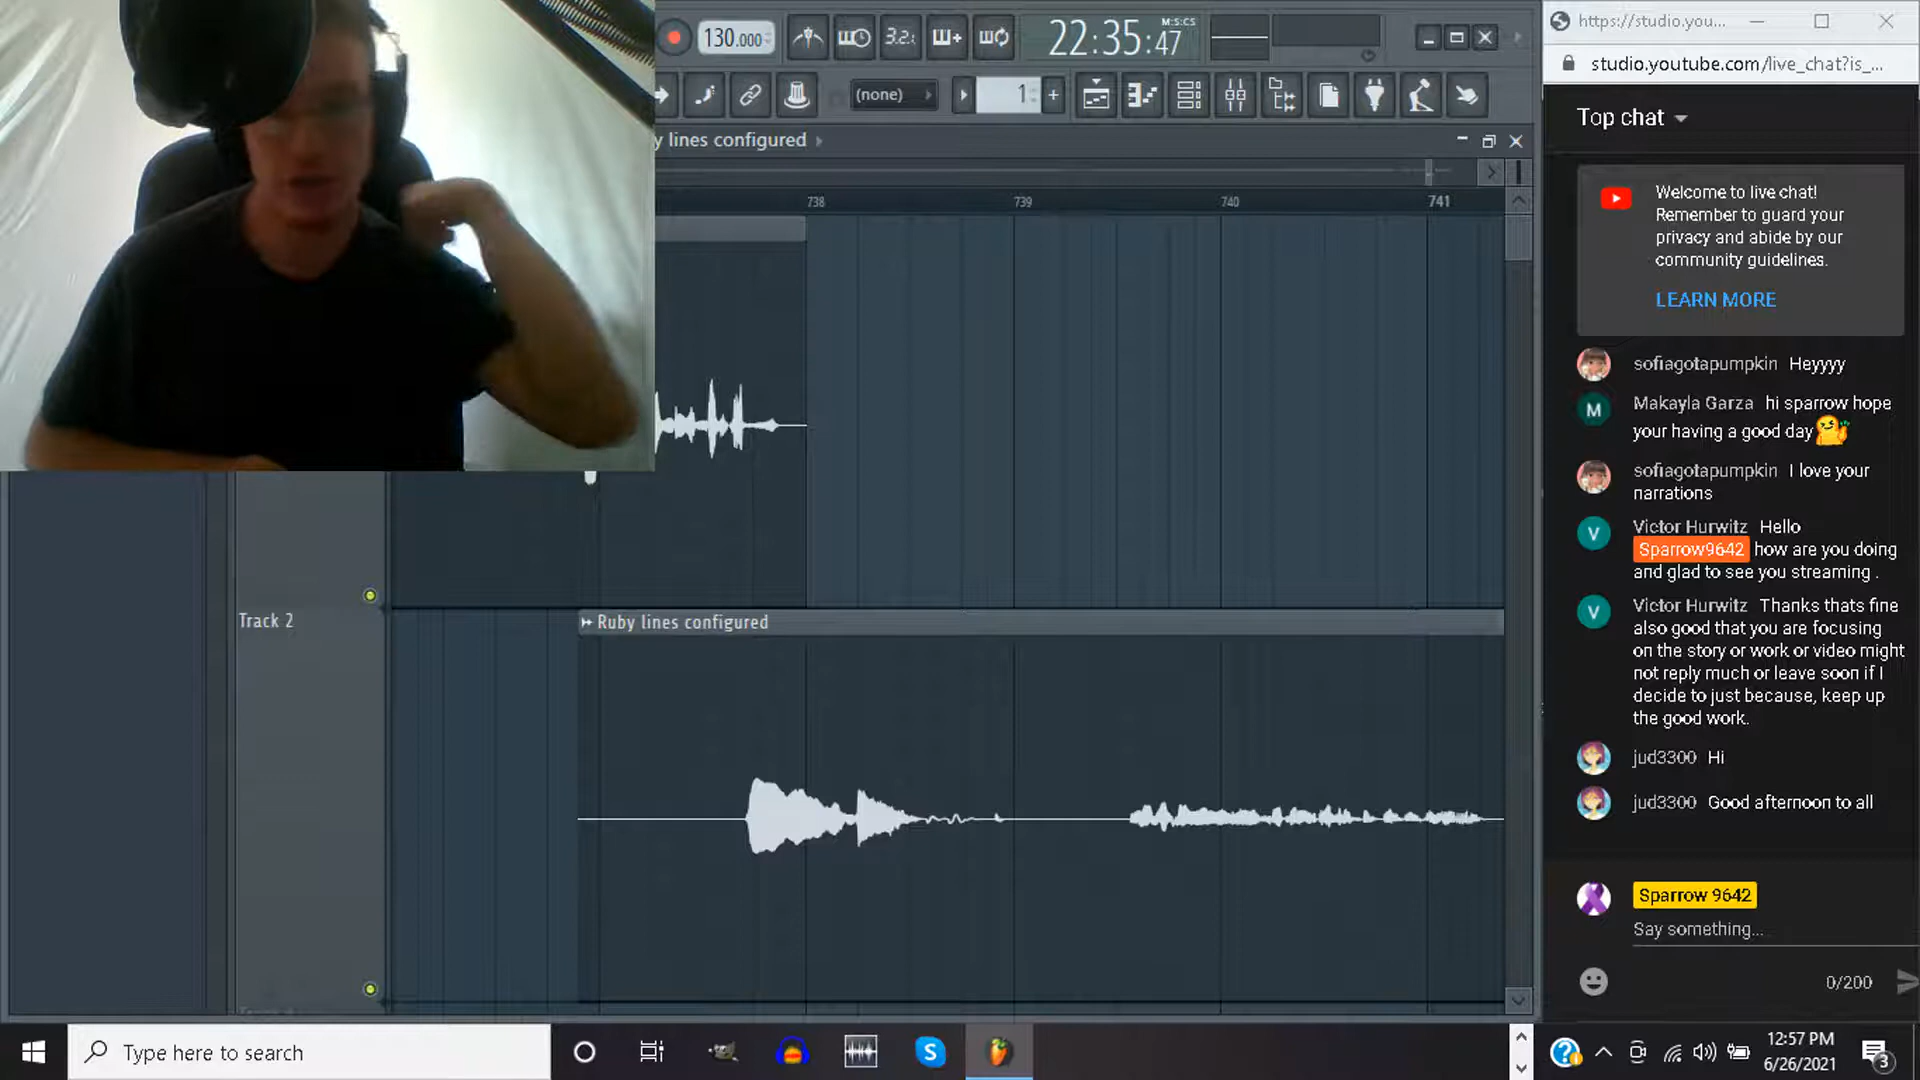 130.000
3.2.
22:35:47
M:S:CS
(none)
1
y lines configured
738
739
740
741
Track 2
Ruby lines configured
https://studio.you...
studio.youtube.com/live_chat?is_...
Top chat
Welcome to live chat!
Remember to guard your
privacy and abide by our
community guidelines.
LEARN MORE
sofiagotapumpkin Heyyyy
M
Makayla Garza hi sparrow hope
your having a good day
sofiagotapumpkin I love your
narrations
V
Victor Hurwitz Hello
Sparrow9642 how are you doing
and glad to see you streaming .
V
Victor Hurwitz Thanks thats fine
also good that you are focusing
on the story or work or video might
not reply much or leave soon if I
decide to just because, keep up
the good work.
jud3300 Hi
jud3300 Good afternoon to all
Sparrow 9642
Say something...
0/200
Type here to search
12:57 PM
6/26/2021
3